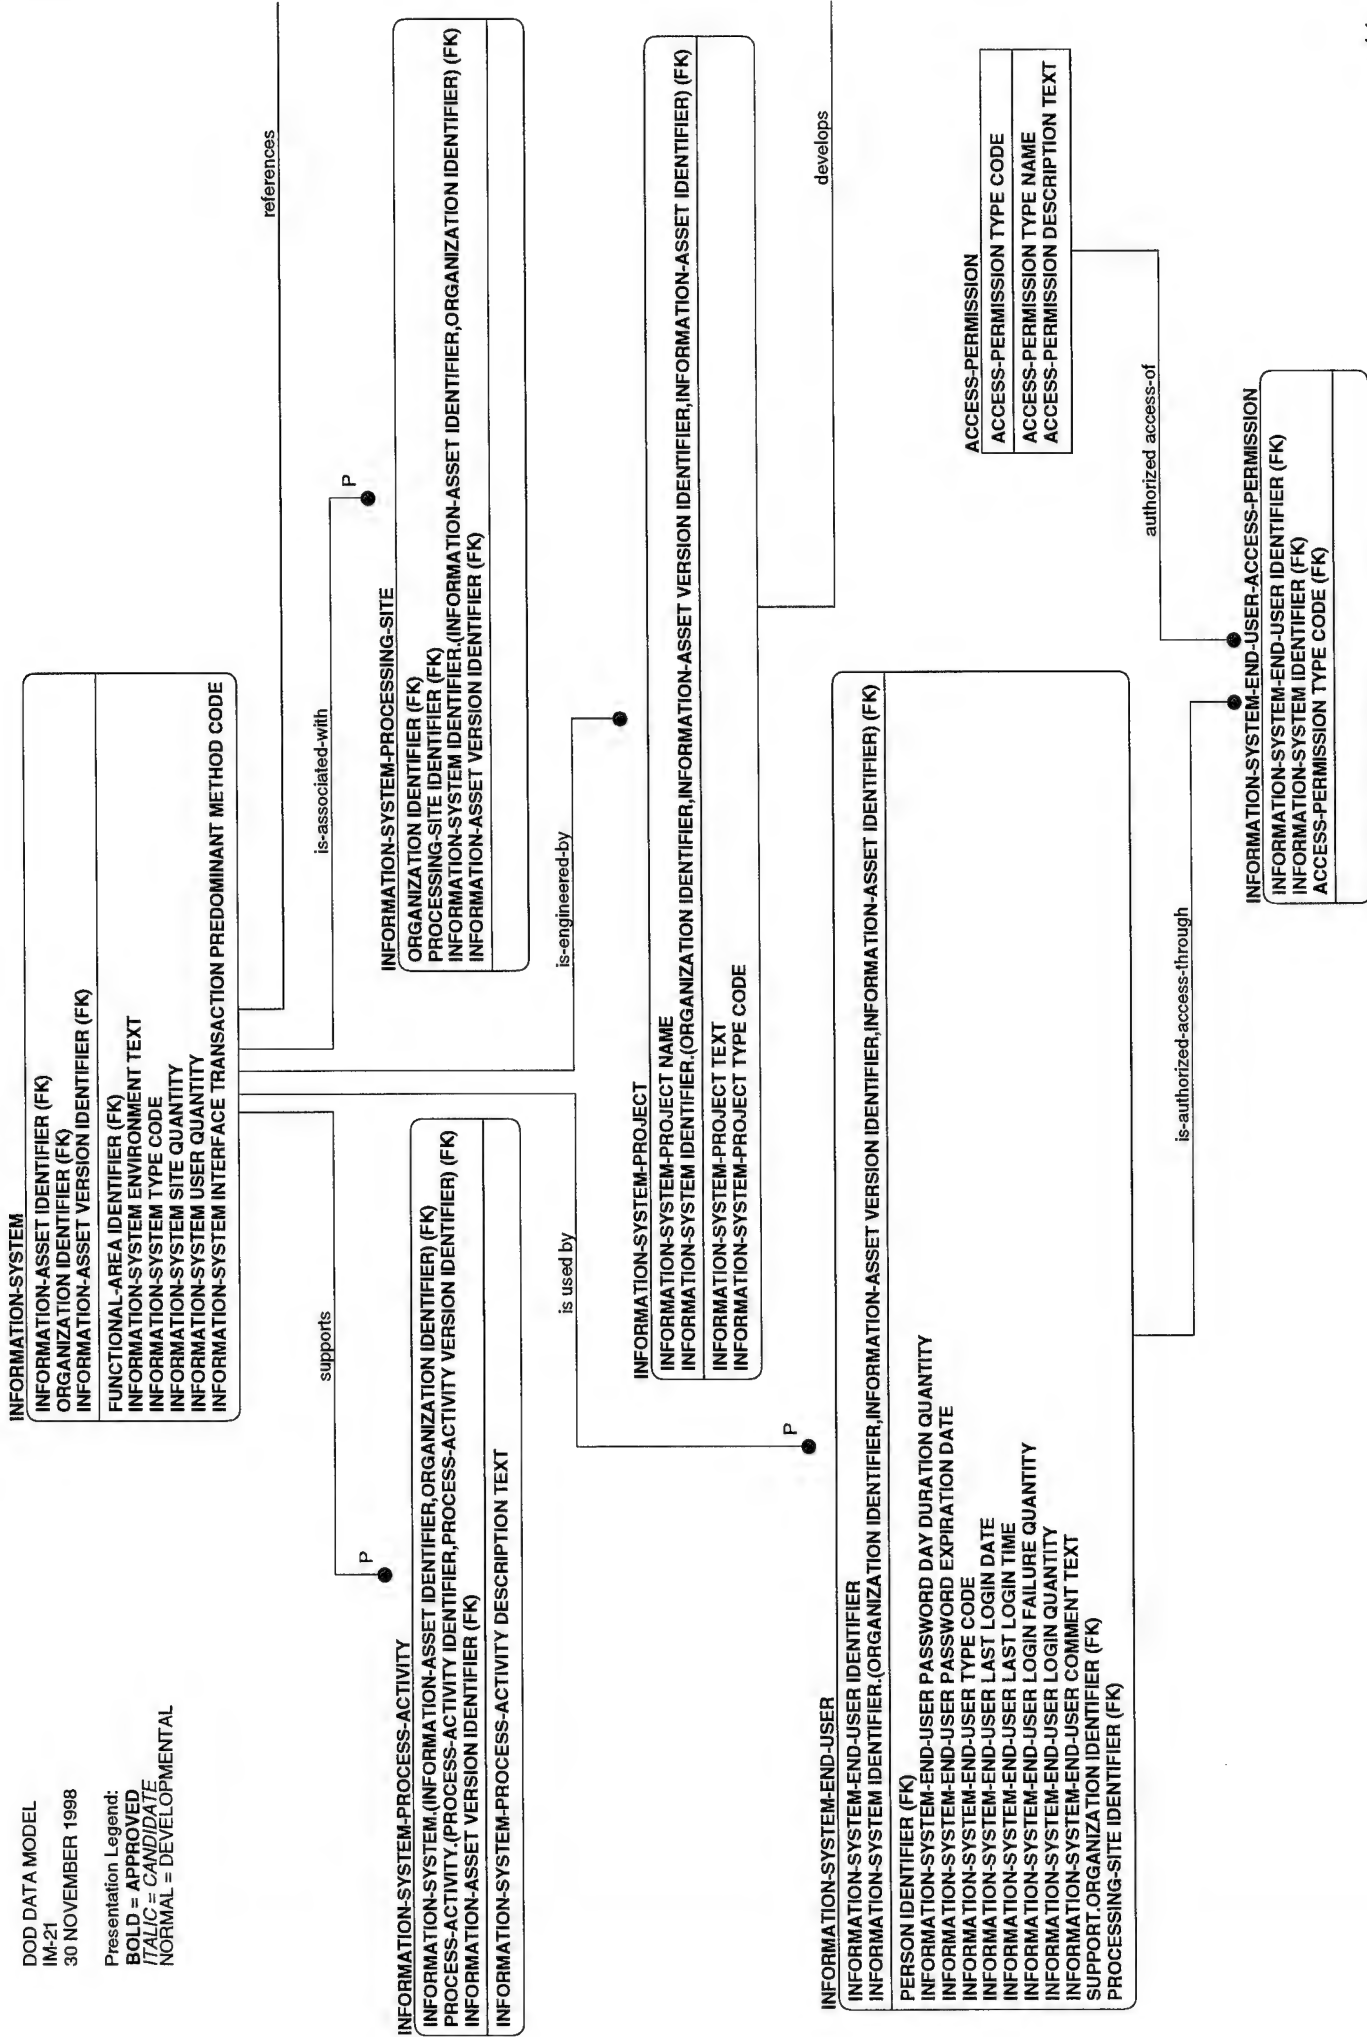 DOD DATA MODEL
IM-21
30 NOVEMBER 1998
Presentation Legend:
BOLD = APPROVED
ITALIC = CANDIDATE
NORMAL = DEVELOPMENTAL
INFORMATION-SYSTEM
INFORMATION-ASSET IDENTIFIER (FK)
ORGANIZATION IDENTIFIER (FK)
INFORMATION-ASSET VERSION IDENTIFIER (FK)
FUNCTIONAL-AREA IDENTIFIER (FK)
INFORMATION-SYSTEM ENVIRONMENT TEXT
INFORMATION-SYSTEM TYPE CODE
INFORMATION-SYSTEM SITE QUANTITY
INFORMATION-SYSTEM USER QUANTITY
INFORMATION-SYSTEM INTERFACE TRANSACTION PREDOMINANT METHOD CODE
references
supports
is-associated-with
P
P
INFORMATION-SYSTEM-PROCESS-ACTIVITY
INFORMATION-SYSTEM.(INFORMATION-ASSET IDENTIFIER,ORGANIZATION IDENTIFIER) (FK)
PROCESS-ACTIVITY.(PROCESS-ACTIVITY IDENTIFIER,PROCESS-ACTIVITY VERSION IDENTIFIER) (FK)
INFORMATION-ASSET VERSION IDENTIFIER (FK)
INFORMATION-SYSTEM-PROCESS-ACTIVITY DESCRIPTION TEXT
INFORMATION-SYSTEM-PROCESSING-SITE
ORGANIZATION IDENTIFIER (FK)
PROCESSING-SITE IDENTIFIER (FK)
INFORMATION-SYSTEM IDENTIFIER.(INFORMATION-ASSET IDENTIFIER,ORGANIZATION IDENTIFIER) (FK)
INFORMATION-ASSET VERSION IDENTIFIER (FK)
is used by
is-engineered-by
INFORMATION-SYSTEM-PROJECT
INFORMATION-SYSTEM-PROJECT NAME
INFORMATION-SYSTEM IDENTIFIER.(ORGANIZATION IDENTIFIER,INFORMATION-ASSET VERSION IDENTIFIER,INFORMATION-ASSET IDENTIFIER) (FK)
INFORMATION-SYSTEM-PROJECT TEXT
INFORMATION-SYSTEM-PROJECT TYPE CODE
develops
P
INFORMATION-SYSTEM-END-USER
INFORMATION-SYSTEM-END-USER IDENTIFIER
INFORMATION-SYSTEM IDENTIFIER.(ORGANIZATION IDENTIFIER,INFORMATION-ASSET VERSION IDENTIFIER,INFORMATION-ASSET IDENTIFIER) (FK)
PERSON IDENTIFIER (FK)
INFORMATION-SYSTEM-END-USER PASSWORD DAY DURATION QUANTITY
INFORMATION-SYSTEM-END-USER PASSWORD EXPIRATION DATE
INFORMATION-SYSTEM-END-USER TYPE CODE
INFORMATION-SYSTEM-END-USER LAST LOGIN DATE
INFORMATION-SYSTEM-END-USER LAST LOGIN TIME
INFORMATION-SYSTEM-END-USER LOGIN FAILURE QUANTITY
INFORMATION-SYSTEM-END-USER LOGIN QUANTITY
INFORMATION-SYSTEM-END-USER COMMENT TEXT
SUPPORT.ORGANIZATION IDENTIFIER (FK)
PROCESSING-SITE IDENTIFIER (FK)
ACCESS-PERMISSION
ACCESS-PERMISSION TYPE CODE
ACCESS-PERMISSION TYPE NAME
ACCESS-PERMISSION DESCRIPTION TEXT
authorized access-of
is-authorized-access-through
INFORMATION-SYSTEM-END-USER-ACCESS-PERMISSION
INFORMATION-SYSTEM-END-USER IDENTIFIER (FK)
INFORMATION-SYSTEM IDENTIFIER (FK)
ACCESS-PERMISSION TYPE CODE (FK)